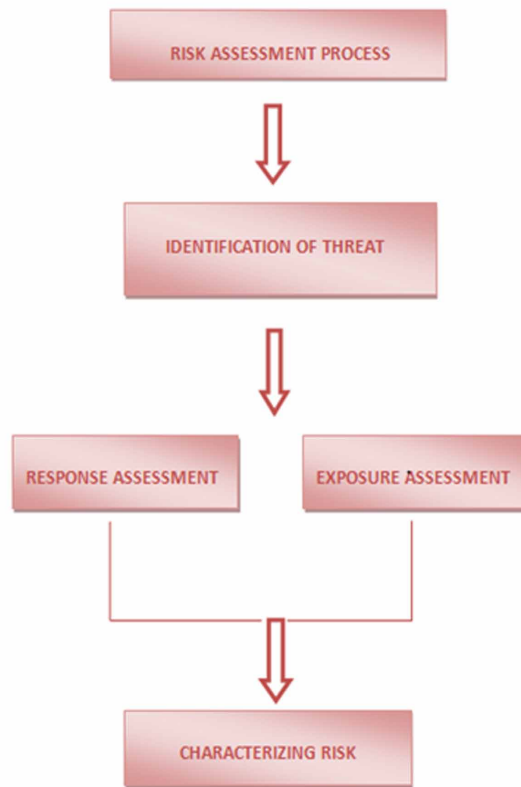 RISK ASSESSMENT PROCESS
IDENTIFICATION OF THREAT
RESPONSE ASSESSMENT
EXPOSURE ASSESSMENT
CHARACTERIZING RISK